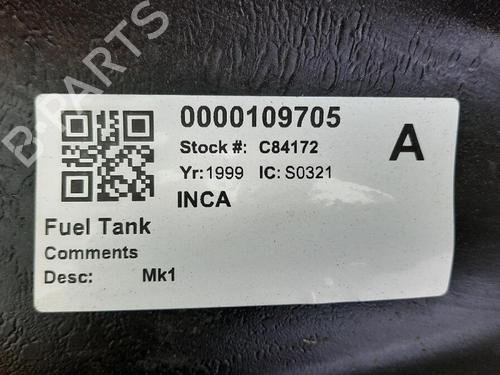 0000109705
A
Stock #: C84172
Yr:1999 IC: S0321
INCA
Fuel Tank
Comments
Desc: Mk1
B-PARTS